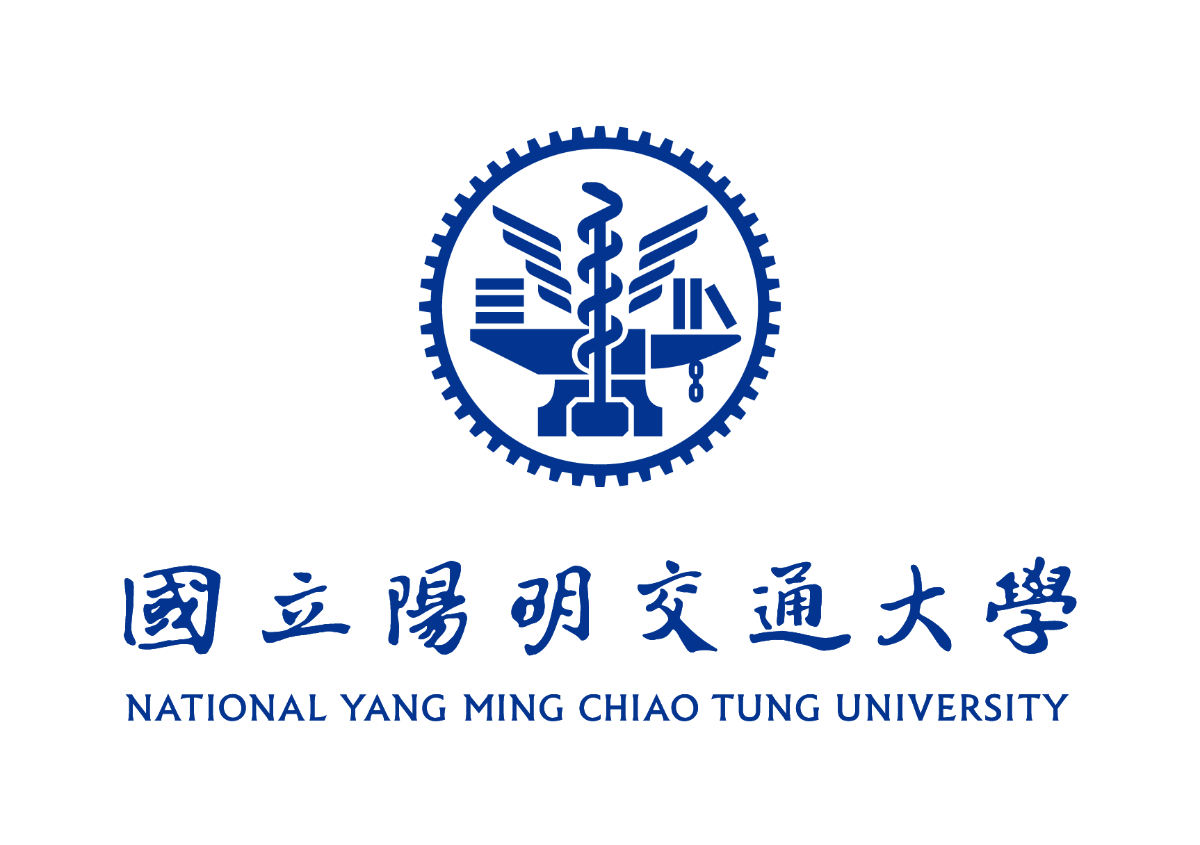 國立陽明交通大學
NATIONAL YANG MING CHIAO TUNG UNIVERSITY